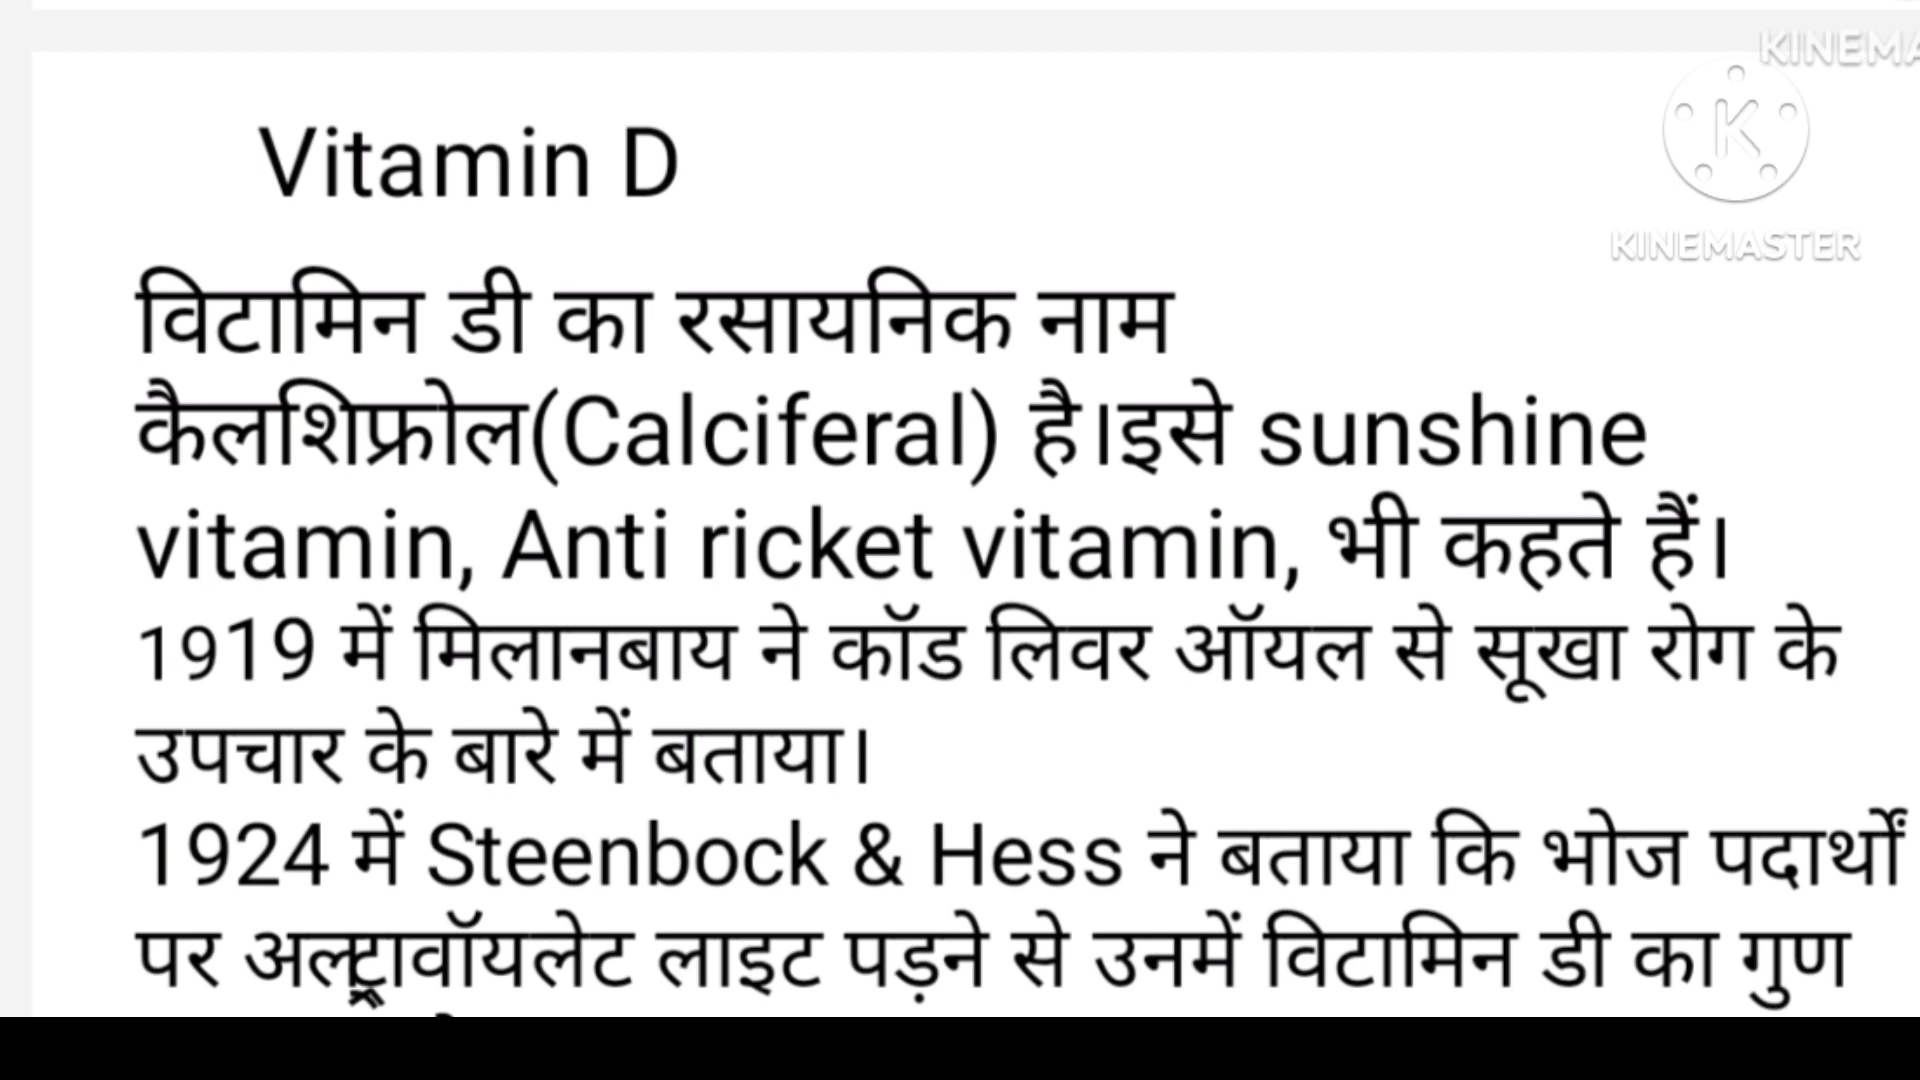 KINEMA
Vitamin D
KINEMASTER
विटामिन डी का रसायनिक नाम
कैलशिफ्रोल(Calciferal) है।इसे sunshine
vitamin, Anti ricket vitamin, भी कहते हैं।
1919 में मिलानबाय ने कॉड लिवर ऑयल से सूखा रोग के
उपचार के बारे में बताया।
1924 में Steenbock & Hess ने बताया कि भोज पदार्थों
पर अल्ट्रावॉयलेट लाइट पड़ने से उनमें विटामिन डी का गुण